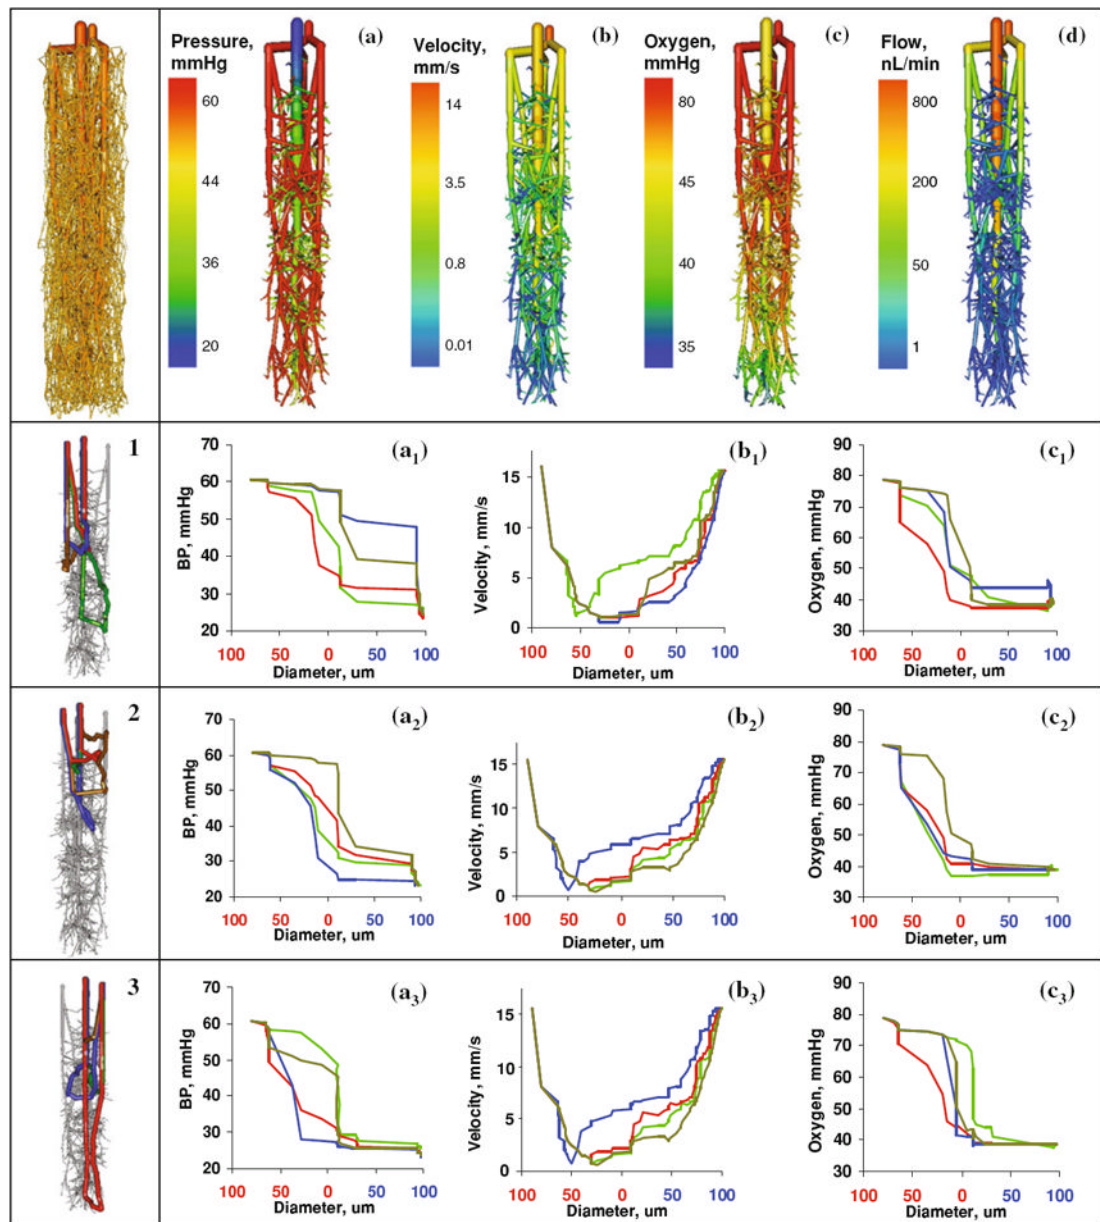 Pressure, mmHg
60
44
36
20
(a)
Velocity, mm/s
14
3.5
0.8
0.01
(b)
Oxygen, mmHg
80
45
40
35
(c)
Flow, nL/min
800
200
50
1
(d)
1
(a1)
BP, mmHg
70
60
50
40
30
20
100 50 0 50 100
Diameter, um
(b1)
Velocity, mm/s
15
10
5
0
100 50 0 50 100
Diameter, um
(c1)
Oxygen, mmHg
90
80
70
60
50
40
30
100 50 0 50 100
Diameter, um
2
(a2)
BP, mmHg
70
60
50
40
30
20
100 50 0 50 100
Diameter, um
(b2)
Velocity, mm/s
15
10
5
0
100 50 0 50 100
Diameter, um
(c2)
Oxygen, mmHg
90
80
70
60
50
40
30
100 50 0 50 100
Diameter, um
3
(a3)
BP, mmHg
70
60
50
40
30
20
100 50 0 50 100
Diameter, um
(b3)
Velocity, mm/s
15
10
5
0
100 50 0 50 100
Diameter, um
(c3)
Oxygen, mmHg
90
80
70
60
50
40
30
100 50 0 50 100
Diameter, um